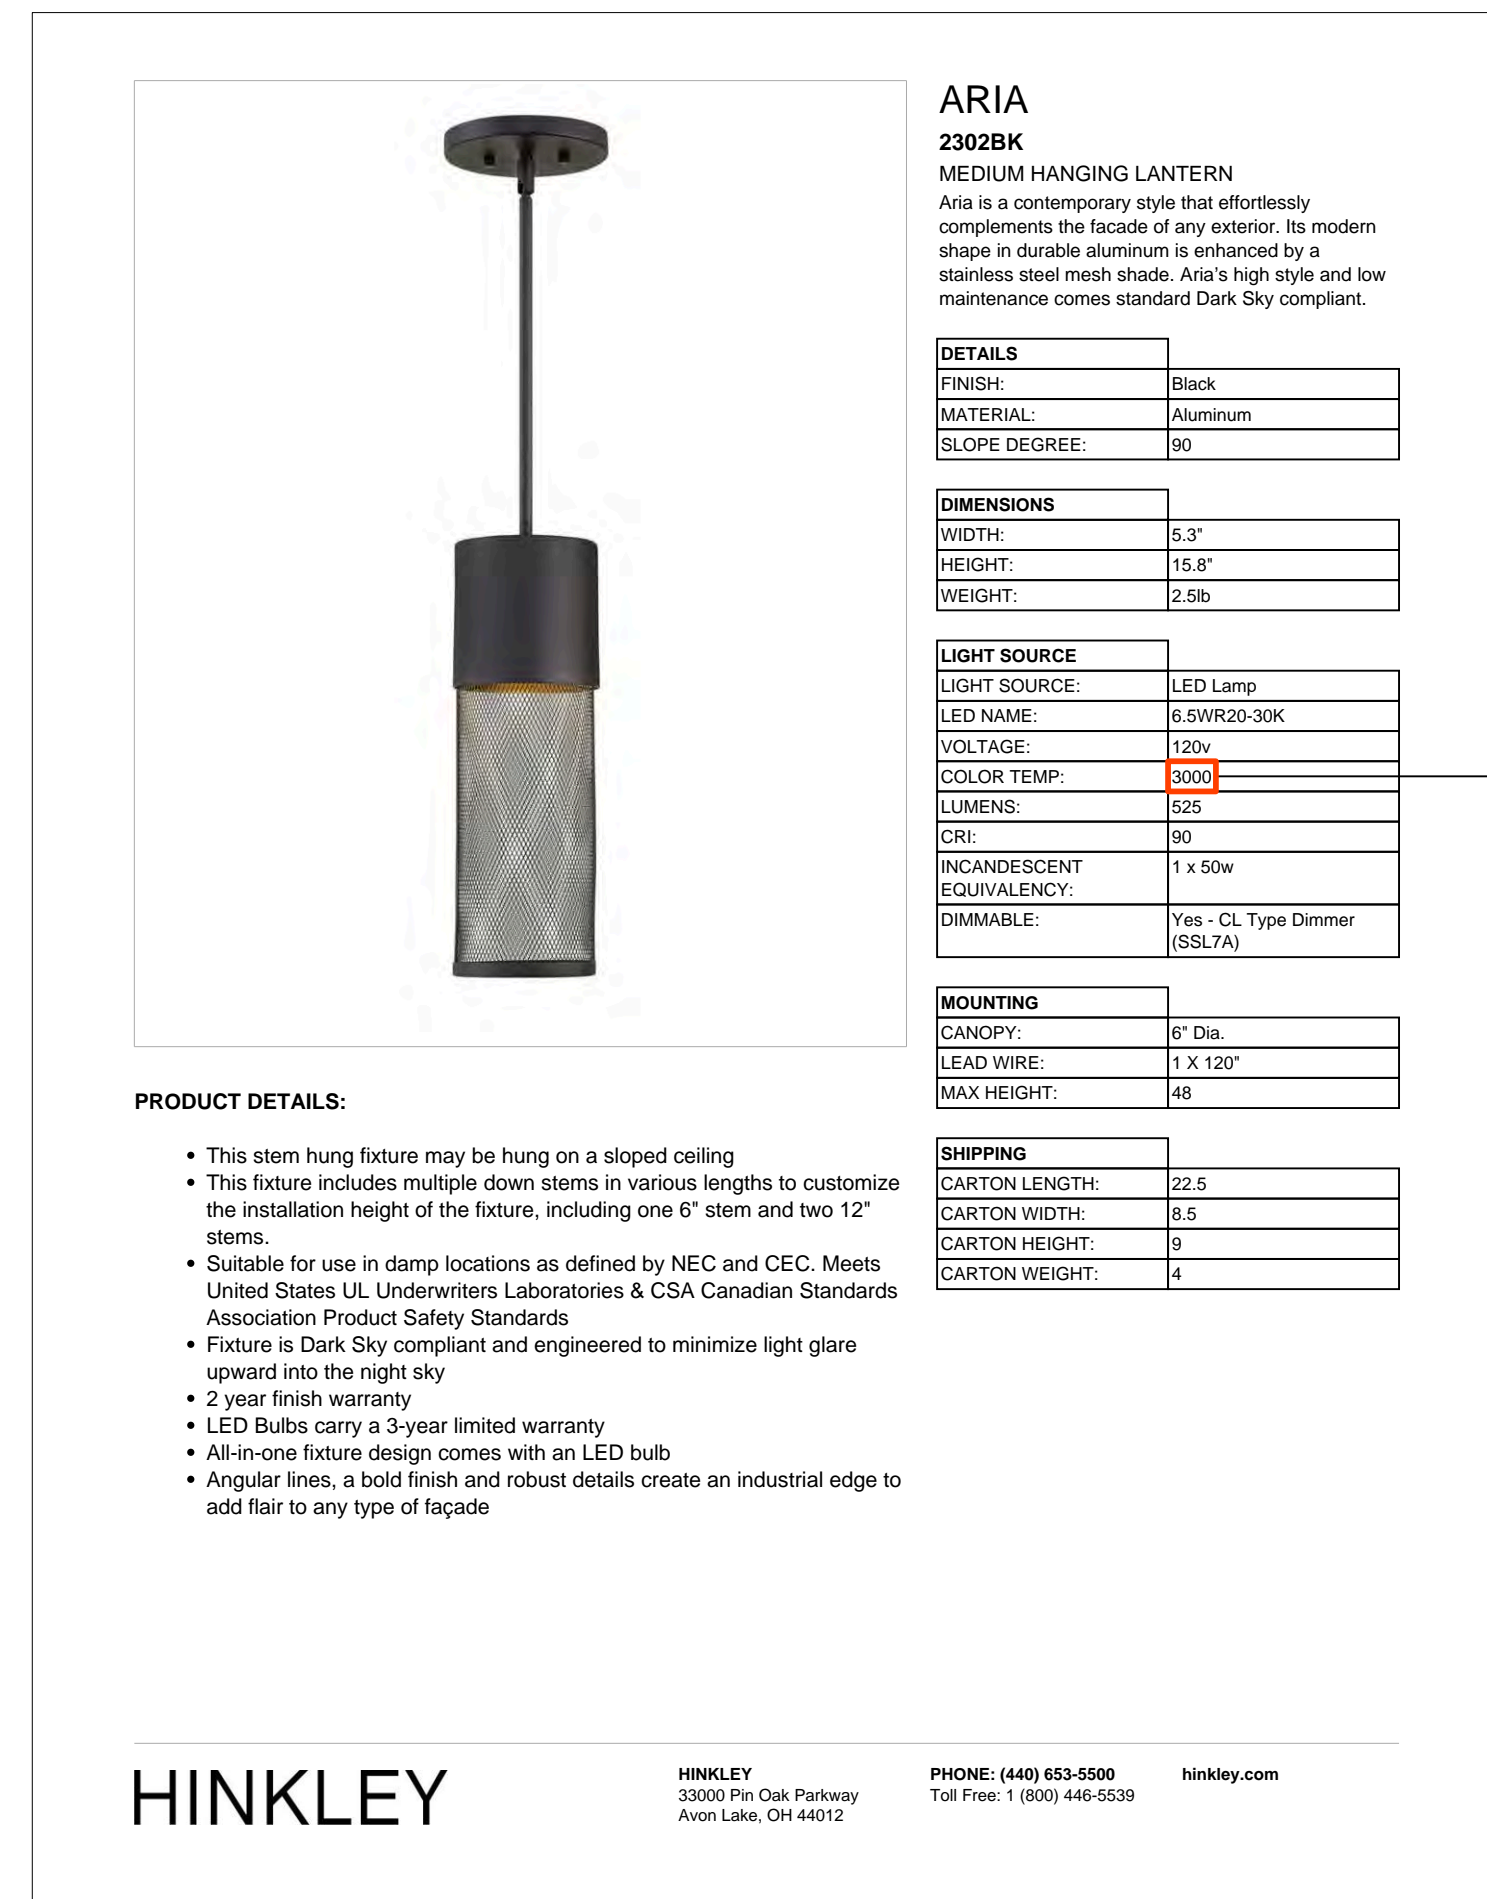 ARIA
2302BK
MEDIUM HANGING LANTERN
Aria is a contemporary style that effortlessly
complements the facade of any exterior. Its modern
shape in durable aluminum is enhanced by a
stainless steel mesh shade. Aria’s high style and low
maintenance comes standard Dark Sky compliant.
DETAILS
FINISH: Black
MATERIAL: Aluminum
SLOPE DEGREE: 90
DIMENSIONS
WIDTH: 5.3"
HEIGHT: 15.8"
WEIGHT: 2.5lb
LIGHT SOURCE
LIGHT SOURCE: LED Lamp
LED NAME: 6.5WR20-30K
VOLTAGE: 120v
COLOR TEMP: 3000
LUMENS: 525
CRI: 90
INCANDESCENT 1 x 50w
EQUIVALENCY:
DIMMABLE: Yes - CL Type Dimmer
(SSL7A)
MOUNTING
CANOPY: 6" Dia.
LEAD WIRE: 1 X 120"
MAX HEIGHT: 48
SHIPPING
CARTON LENGTH: 22.5
CARTON WIDTH: 8.5
CARTON HEIGHT: 9
CARTON WEIGHT: 4
PRODUCT DETAILS:
• This stem hung fixture may be hung on a sloped ceiling
• This fixture includes multiple down stems in various lengths to customize
the installation height of the fixture, including one 6" stem and two 12"
stems.
• Suitable for use in damp locations as defined by NEC and CEC. Meets
United States UL Underwriters Laboratories & CSA Canadian Standards
Association Product Safety Standards
• Fixture is Dark Sky compliant and engineered to minimize light glare
upward into the night sky
• 2 year finish warranty
• LED Bulbs carry a 3-year limited warranty
• All-in-one fixture design comes with an LED bulb
• Angular lines, a bold finish and robust details create an industrial edge to
add flair to any type of façade
HINKLEY
HINKLEY
33000 Pin Oak Parkway
Avon Lake, OH 44012
PHONE: (440) 653-5500
Toll Free: 1 (800) 446-5539
hinkley.com